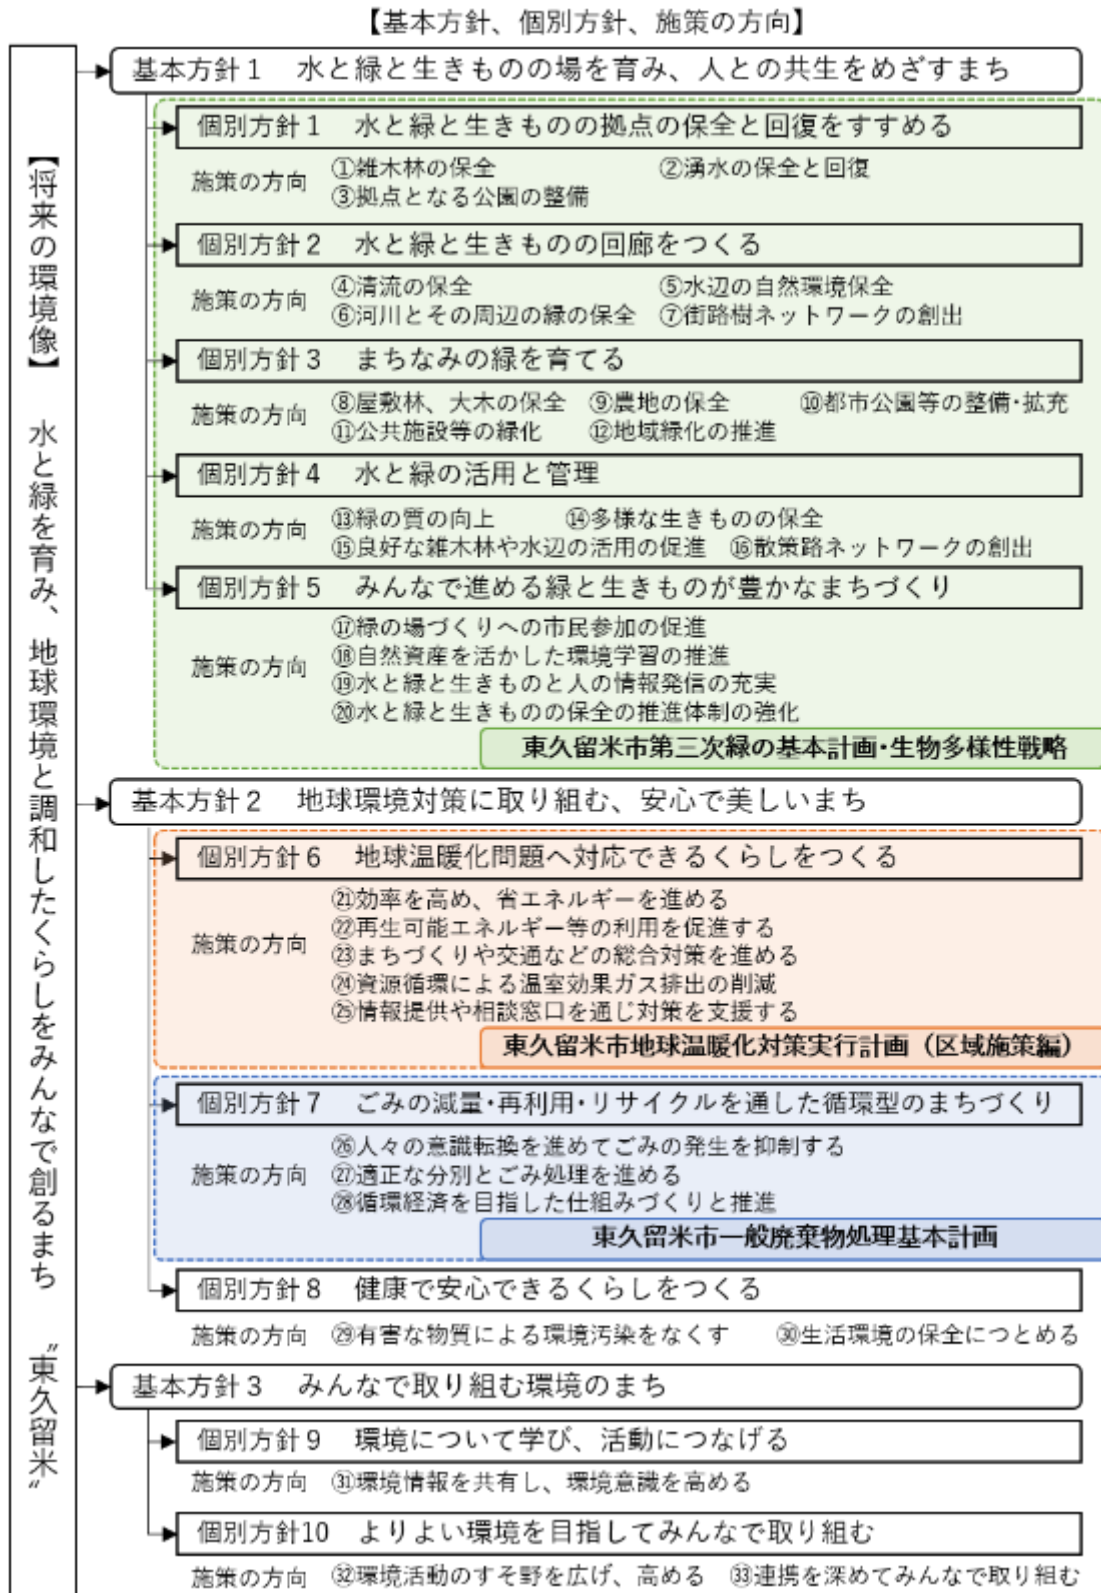 【基本方針、個別方針、施策の方向】
【将来の環境像】 水と緑を育み、地球環境と調和したくらしをみんなで創るまち “東久留米”
基本方針1 水と緑と生きものの場を育み、人との共生をめざすまち
個別方針1 水と緑と生きものの拠点の保全と回復をすすめる
施策の方向 ①雑木林の保全 ②湧水の保全と回復
③拠点となる公園の整備
個別方針2 水と緑と生きものの回廊をつくる
施策の方向 ④清流の保全 ⑤水辺の自然環境保全
⑥河川とその周辺の緑の保全 ⑦街路樹ネットワークの創出
個別方針3 まちなみの緑を育てる
施策の方向 ⑧屋敷林、大木の保全 ⑨農地の保全 ⑩都市公園等の整備・拡充
⑪公共施設等の緑化 ⑫地域緑化の推進
個別方針4 水と緑の活用と管理
施策の方向 ⑬緑の質の向上 ⑭多様な生きものの保全
⑮良好な雑木林や水辺の活用の促進 ⑯散策路ネットワークの創出
個別方針5 みんなで進める緑と生きものが豊かなまちづくり
施策の方向 ⑰緑の場づくりへの市民参加の促進
⑱自然資産を活かした環境学習の推進
⑲水と緑と生きものと人の情報発信の充実
⑳水と緑と生きものの保全の推進体制の強化
東久留米市第三次緑の基本計画・生物多様性戦略
基本方針2 地球環境対策に取り組む、安心で美しいまち
個別方針6 地球温暖化問題へ対応できるくらしをつくる
施策の方向 ㉑効率を高め、省エネルギーを進める
㉒再生可能エネルギー等の利用を促進する
㉓まちづくりや交通などの総合対策を進める
㉔資源循環による温室効果ガス排出の削減
㉕情報提供や相談窓口を通じ対策を支援する
東久留米市地球温暖化対策実行計画（区域施策編）
個別方針7 ごみの減量・再利用・リサイクルを通した循環型のまちづくり
施策の方向 ㉖人々の意識転換を進めてごみの発生を抑制する
㉗適正な分別とごみ処理を進める
㉘循環経済を目指した仕組みづくりと推進
東久留米市一般廃棄物処理基本計画
個別方針8 健康で安心できるくらしをつくる
施策の方向 ㉙有害な物質による環境汚染をなくす ㉚生活環境の保全につとめる
基本方針3 みんなで取り組む環境のまち
個別方針9 環境について学び、活動につなげる
施策の方向 ㉛環境情報を共有し、環境意識を高める
個別方針10 よりよい環境を目指してみんなで取り組む
施策の方向 ㉜環境活動のすそ野を広げ、高める ㉝連携を深めてみんなで取り組む